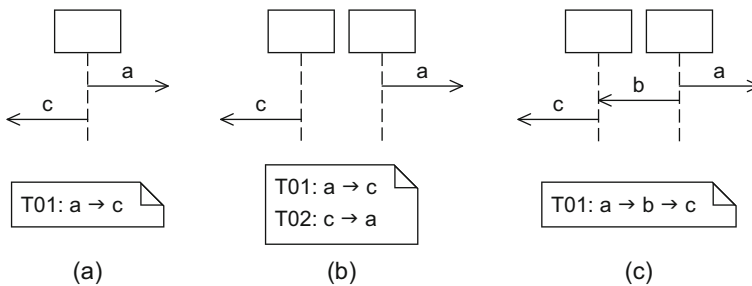 a
c
T01: a → c
(a)
a
c
T01: a → c
T02: c → a
(b)
a
b
c
T01: a → b → c
(c)